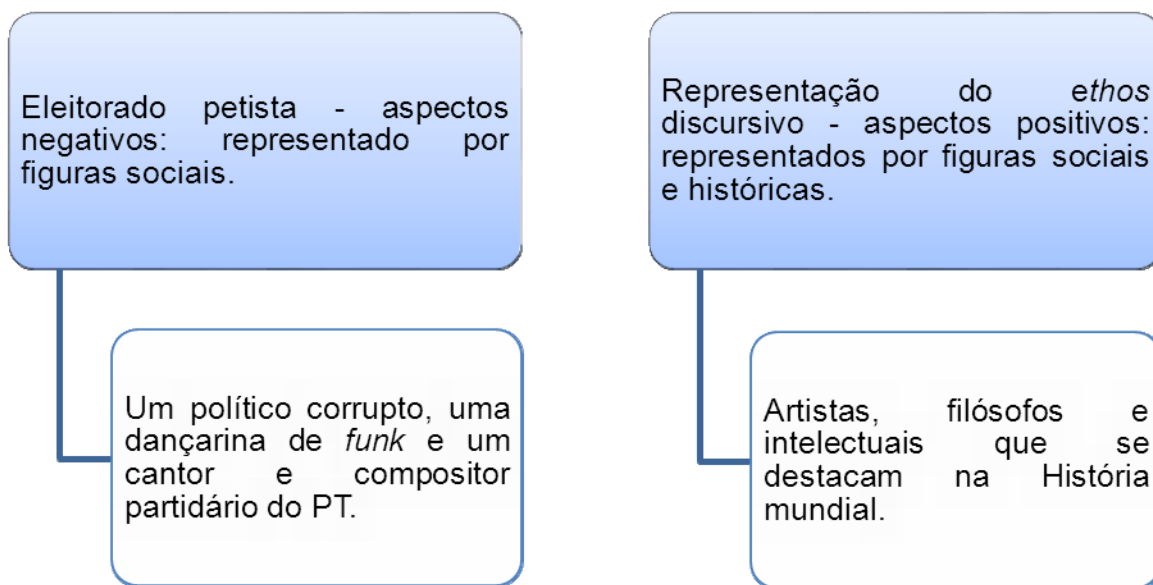 Eleitorado petista - aspectos
negativos: representado por
figuras sociais.
Um político corrupto, uma
dançarina de funk e um
cantor e compositor
partidário do PT.
Representação do ethos
discursivo - aspectos positivos:
representados por figuras sociais
e históricas.
Artistas, filósofos e
intelectuais que se
destacam na História
mundial.